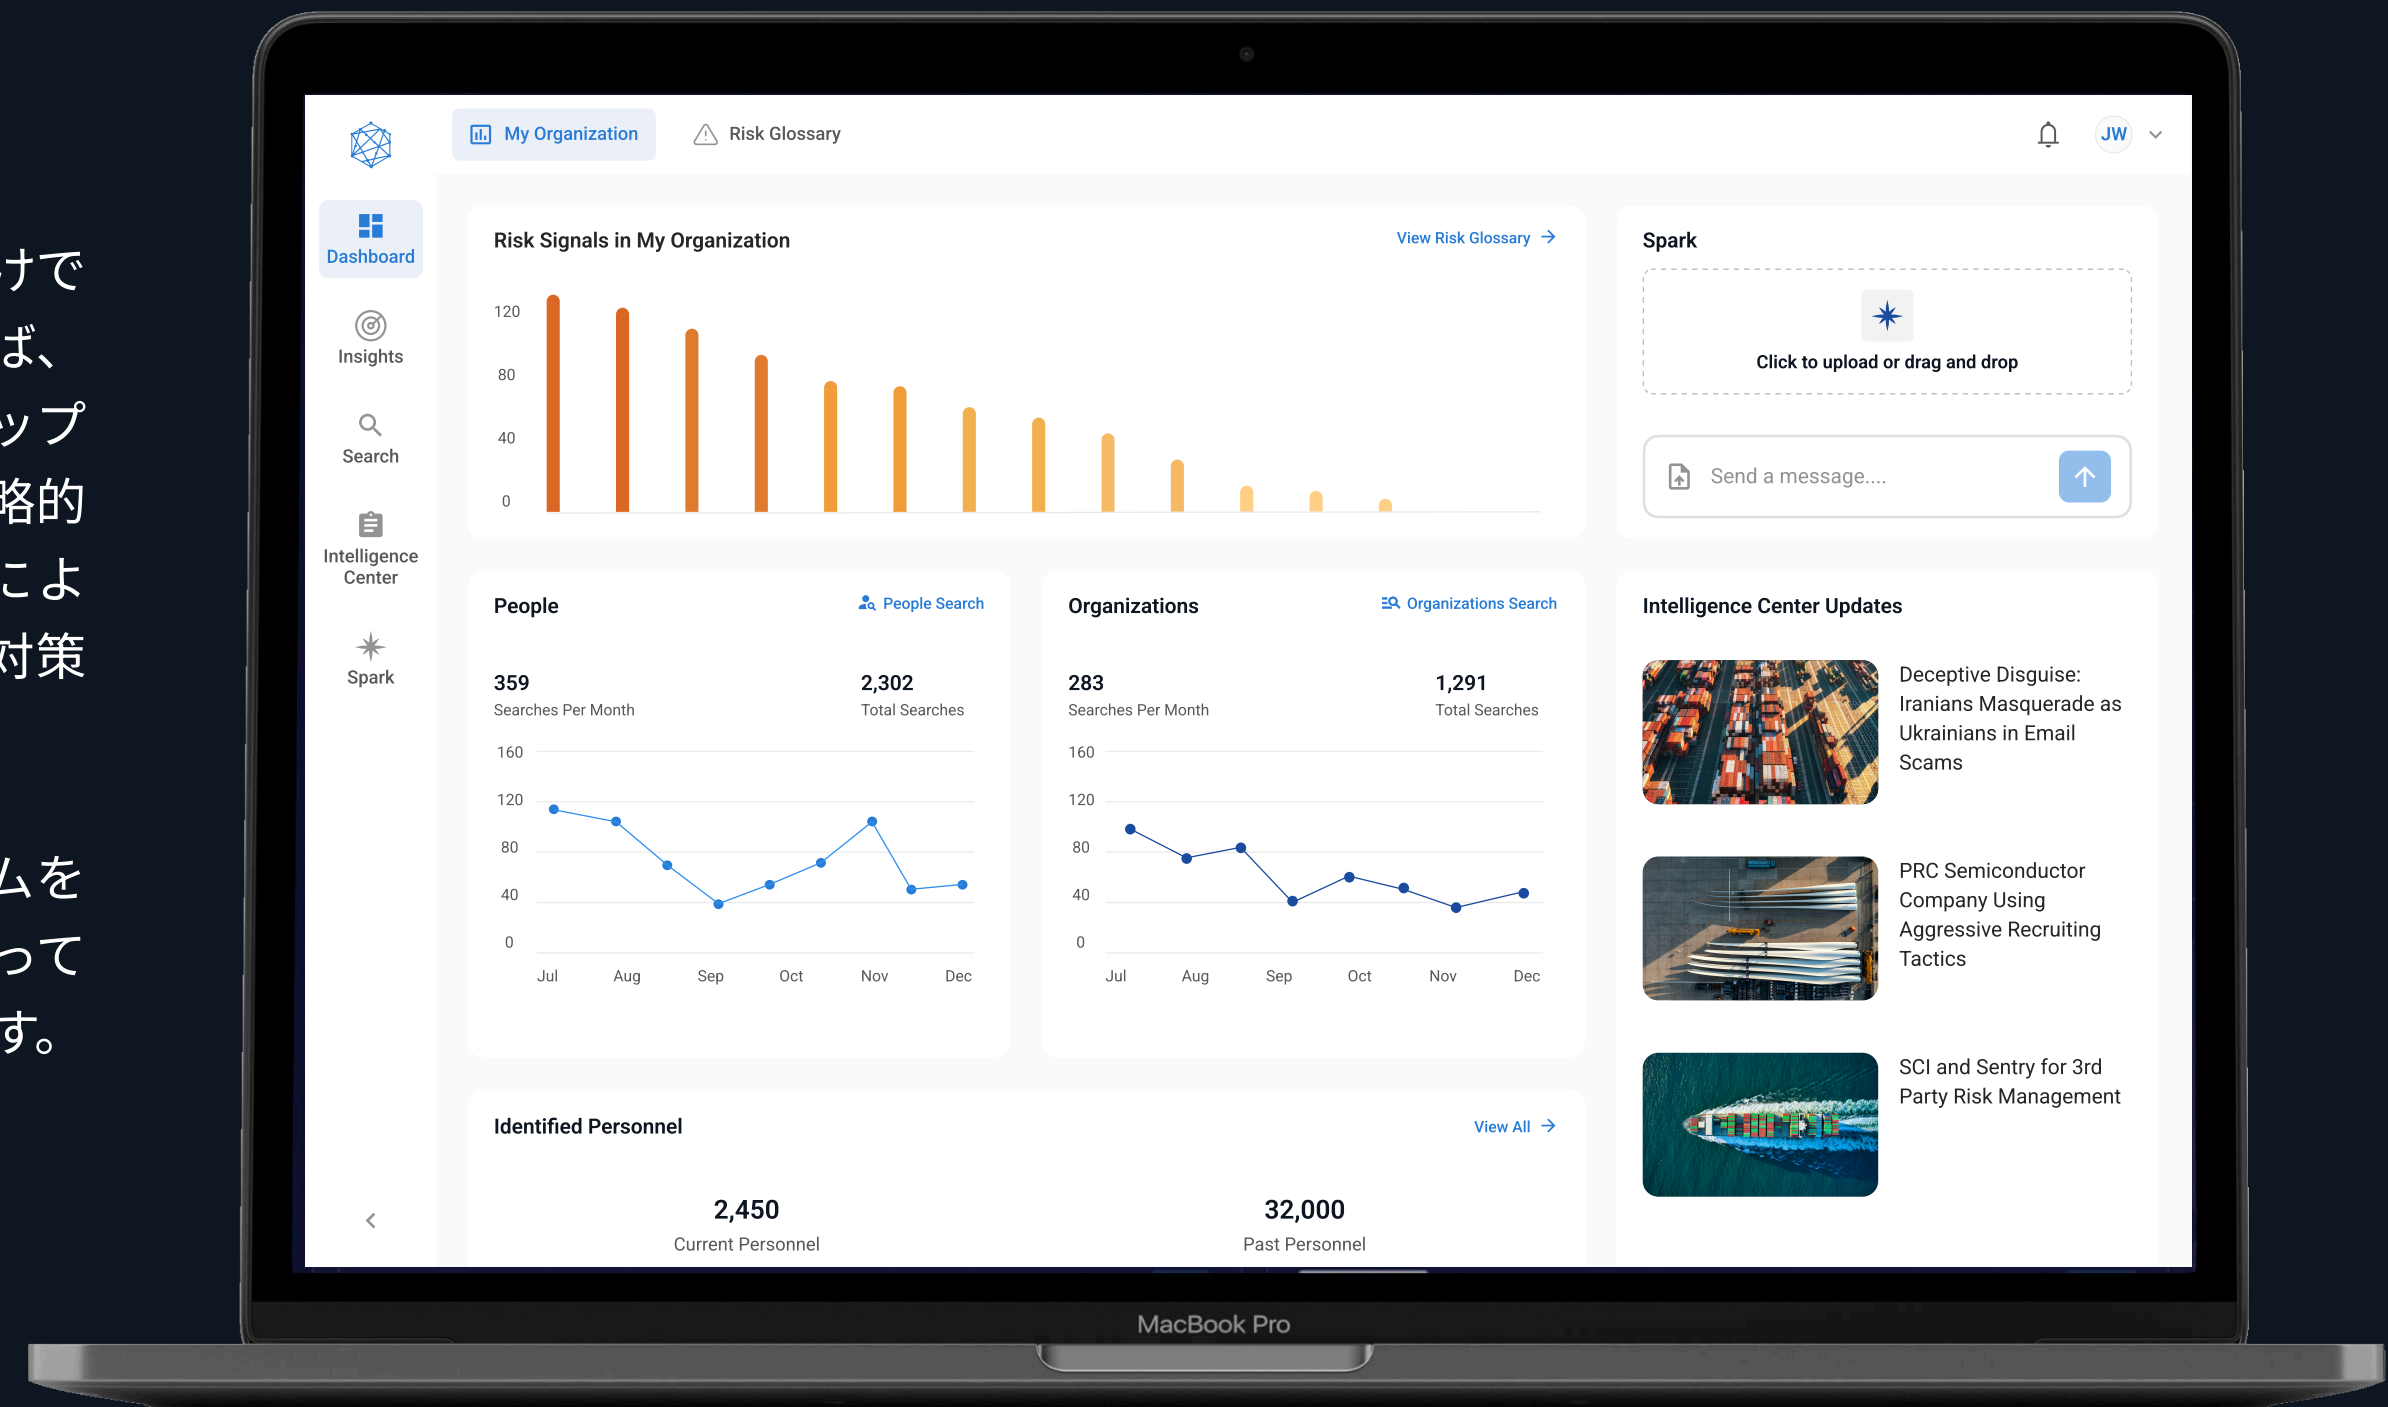 けで
ば、
ップ
略的
によ
対策
ムを
って
す。
My Organization
Risk Glossary
JW
Dashboard
Insights
Search
Intelligence
Center
Spark
Risk Signals in My Organization
View Risk Glossary
120
80
40
0
Spark
Click to upload or drag and drop
Send a message....
People
People Search
359
Searches Per Month
2,302
Total Searches
160
120
80
40
0
Jul
Aug
Sep
Oct
Nov
Dec
Organizations
Organizations Search
283
Searches Per Month
1,291
Total Searches
160
120
80
40
0
Jul
Aug
Sep
Oct
Nov
Dec
Intelligence Center Updates
Deceptive Disguise:
Iranians Masquerade as
Ukrainians in Email
Scams
PRC Semiconductor
Company Using
Aggressive Recruiting
Tactics
SCI and Sentry for 3rd
Party Risk Management
Identified Personnel
View All
2,450
Current Personnel
32,000
Past Personnel
MacBook Pro